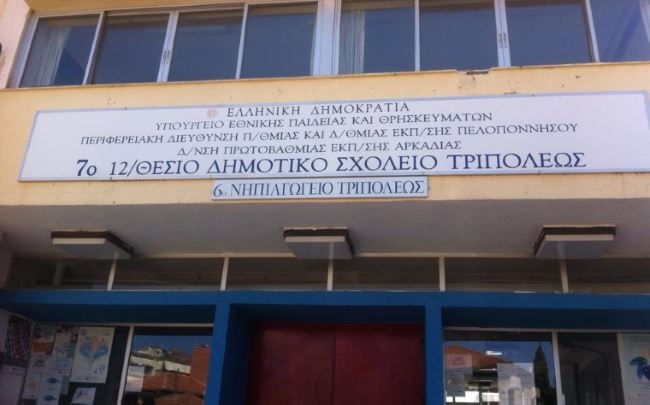 ΕΛΛΗΝΙΚΗ ΔΗΜΟΚΡΑΤΙΑ
ΥΠΟΥΡΓΕΙΟ ΕΘΝΙΚΗΣ ΠΑΙΔΕΙΑΣ ΚΑΙ ΘΡΗΣΚΕΥΜΑΤΩΝ
ΠΕΡΙΦΕΡΕΙΑΚΗ ΔΙΕΥΘΥΝΣΗ Π/ΘΜΙΑΣ ΚΑΙ Δ/ΘΜΙΑΣ ΕΚΠ/ΣΗΣ ΠΕΛΟΠΟΝΝΗΣΟΥ
Δ/ΝΣΗ ΠΡΩΤΟΒΑΘΜΙΑΣ ΕΚΠ/ΣΗΣ ΑΡΚΑΔΙΑΣ
7ο 12/ΘΕΣΙΟ ΔΗΜΟΤΙΚΟ ΣΧΟΛΕΙΟ ΤΡΙΠΟΛΕΩΣ
6ο ΝΗΠΙΑΓΩΓΕΙΟ ΤΡΙΠΟΛΕΩΣ